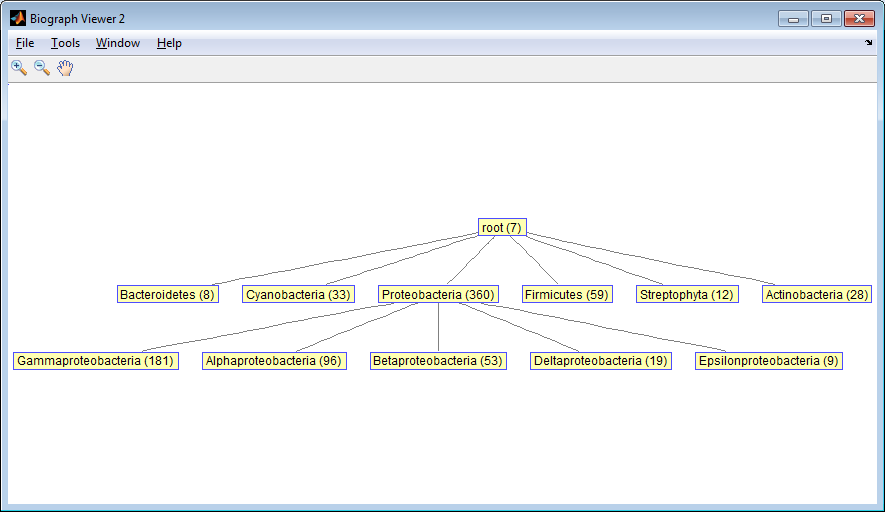 Biograph Viewer 2
File Tools Window Help
root (7)
Bacteroidetes (8) Cyanobacteria (33) Proteobacteria (360) Firmicutes (59) Streptophyta (12) Actinobacteria (28)
Gammaproteobacteria (181) Alphaproteobacteria (96) Betaproteobacteria (53) Deltaproteobacteria (19) Epsilonproteobacteria (9)